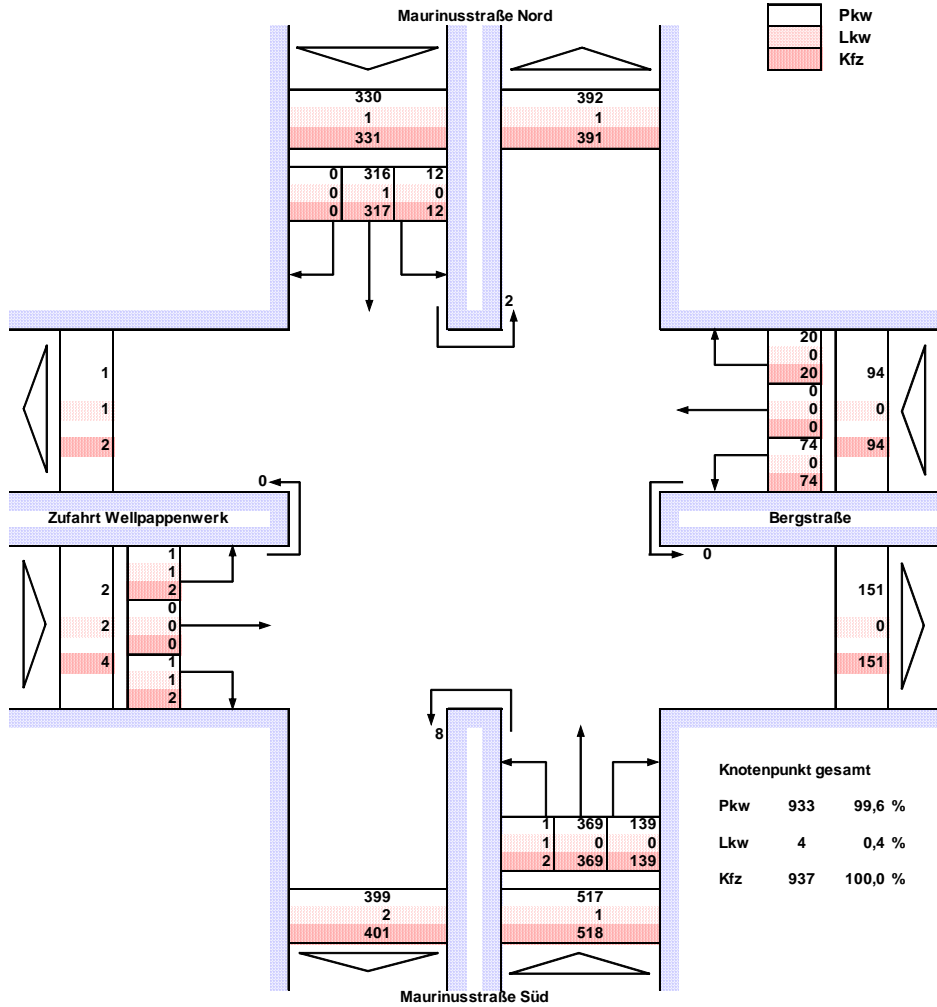 Maurinusstraße Nord
Pkw
Lkw
Kfz
330 392
1 1
331 391
0 316 12
0 1 0
0 317 12
2
1
1
2
20
0
20
0
0
0
74
0
74
94
0
94
0
Zufahrt Wellpappenwerk
Bergstraße
0
2
2
4
1
1
2
0
0
0
1
1
2
151
0
151
8
Knotenpunkt gesamt
Pkw 933 99,6 %
Lkw 4 0,4 %
Kfz 937 100,0 %
1 369 139
1 0 0
2 369 139
399 517
2 1
401 518
Maurinusstraße Süd